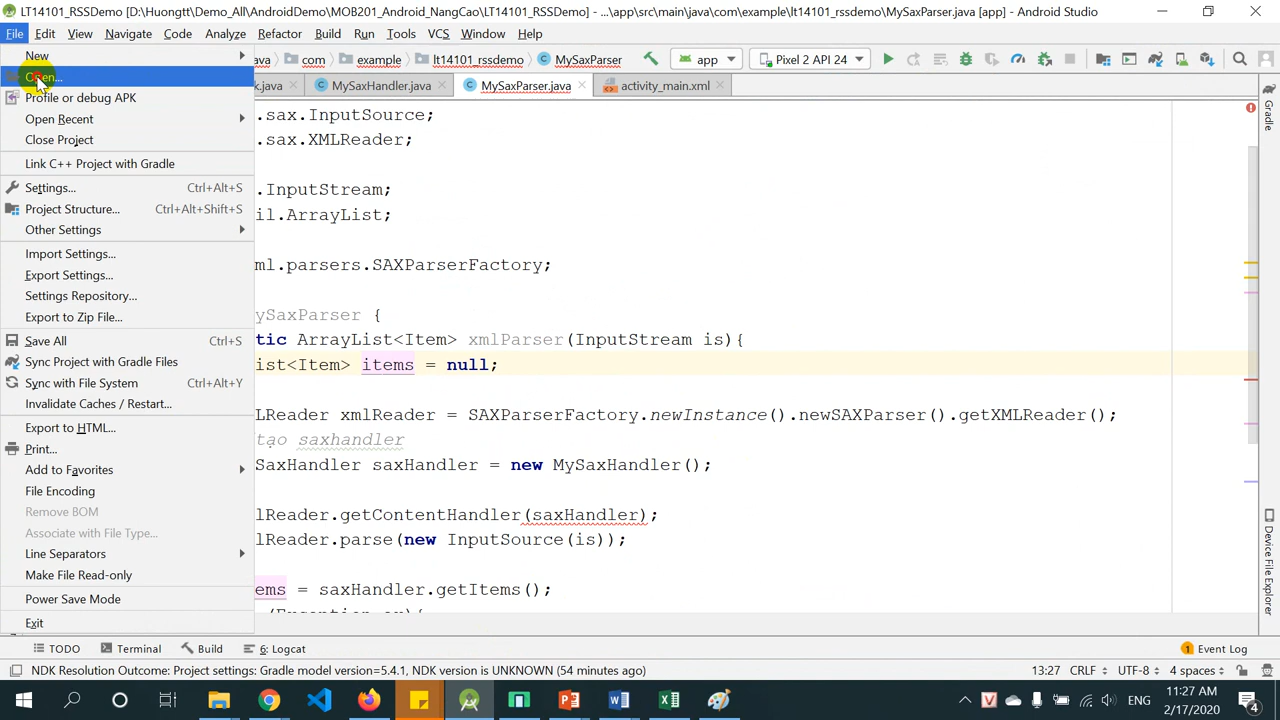 LT14101_RSSDemo [D:\Huongtt\Demo_All\AndroidDemo\MOB201_Android_NangCao\LT14101_RSSDemo] - ...\app\src\main\java\com\example\lt14101_rssdemo\MySaxParser.java [app] - Android Studio
File Edit View Navigate Code Analyze Refactor Build Run Tools VCS Window Help
ava com example lt14101_rssdemo MySaxParser app Pixel 2 API 24
k.java MySaxHandler.java MySaxParser.java activity_main.xml
New
Open...
Profile or debug APK
Open Recent
Close Project
Link C++ Project with Gradle
Settings... Ctrl+Alt+S
Project Structure... Ctrl+Alt+Shift+S
Other Settings
Import Settings...
Export Settings...
Settings Repository...
Export to Zip File...
Save All Ctrl+S
Sync Project with Gradle Files
Sync with File System Ctrl+Alt+Y
Invalidate Caches / Restart...
Export to HTML...
Print...
Add to Favorites
File Encoding
Remove BOM
Associate with File Type...
Line Separators
Make File Read-only
Power Save Mode
Exit
.sax.InputSource;
.sax.XMLReader;
.InputStream;
il.ArrayList;
ml.parsers.SAXParserFactory;
ySaxParser {
tic ArrayList<Item> xmlParser(InputStream is){
ist<Item> items = null;
LReader xmlReader = SAXParserFactory.newInstance().newSAXParser().getXMLReader();
tạo saxhandler
SaxHandler saxHandler = new MySaxHandler();
lReader.getContentHandler(saxHandler);
lReader.parse(new InputSource(is));
ems = saxHandler.getItems();
(Exception ex){
Gradle
Device File Explorer
TODO Terminal Build 6: Logcat 1 Event Log
NDK Resolution Outcome: Project settings: Gradle model version=5.4.1, NDK version is UNKNOWN (54 minutes ago) 13:27 CRLF UTF-8 4 spaces
ENG 11:27 AM
2/17/2020 4